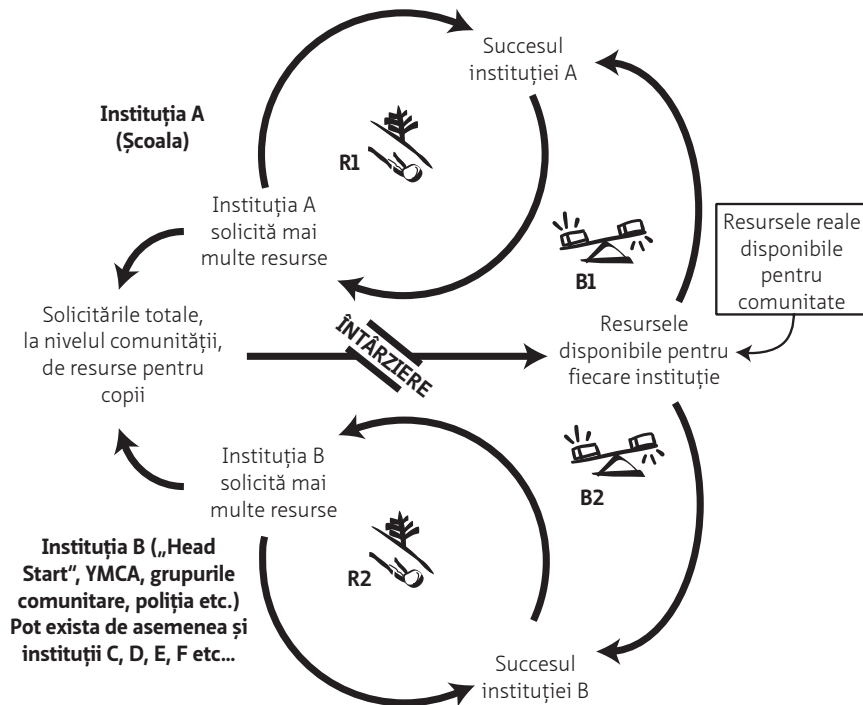 Succesul
instituției A
Instituția A
(Școala)
R1
Instituția A
solicită mai
multe resurse
B1
Resursele reale
disponibile
pentru
comunitate
Solicitările totale,
la nivelul comunității,
de resurse pentru
copii
ÎNTÂRZIERE
Resursele
disponibile pentru
fiecare instituție
Instituția B
solicită mai
multe resurse
B2
Instituția B („Head
Start“, YMCA, grupurile
comunitare, poliția etc.)
Pot exista de asemenea și
instituții C, D, E, F etc...
R2
Succesul
instituției B